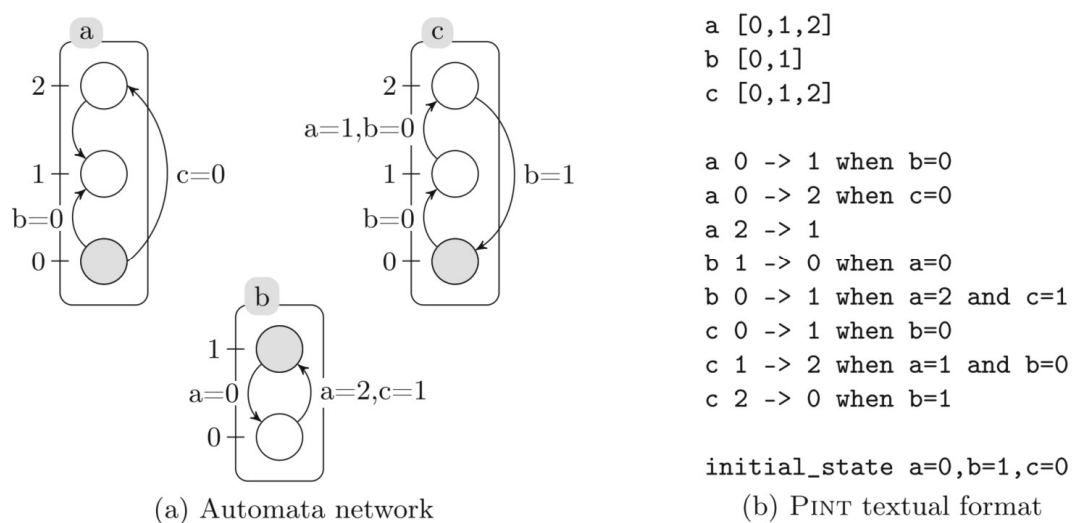 a
2
1
0
c=0
b=0
c
2
1
0
a=1,b=0
b=0
b=1
b
1
0
a=0
a=2,c=1
(a) Automata network
a [0,1,2]
b [0,1]
c [0,1,2]
a 0 -> 1 when b=0
a 0 -> 2 when c=0
a 2 -> 1
b 1 -> 0 when a=0
b 0 -> 1 when a=2 and c=1
c 0 -> 1 when b=0
c 1 -> 2 when a=1 and b=0
c 2 -> 0 when b=1
initial_state a=0,b=1,c=0
(b) PINT textual format